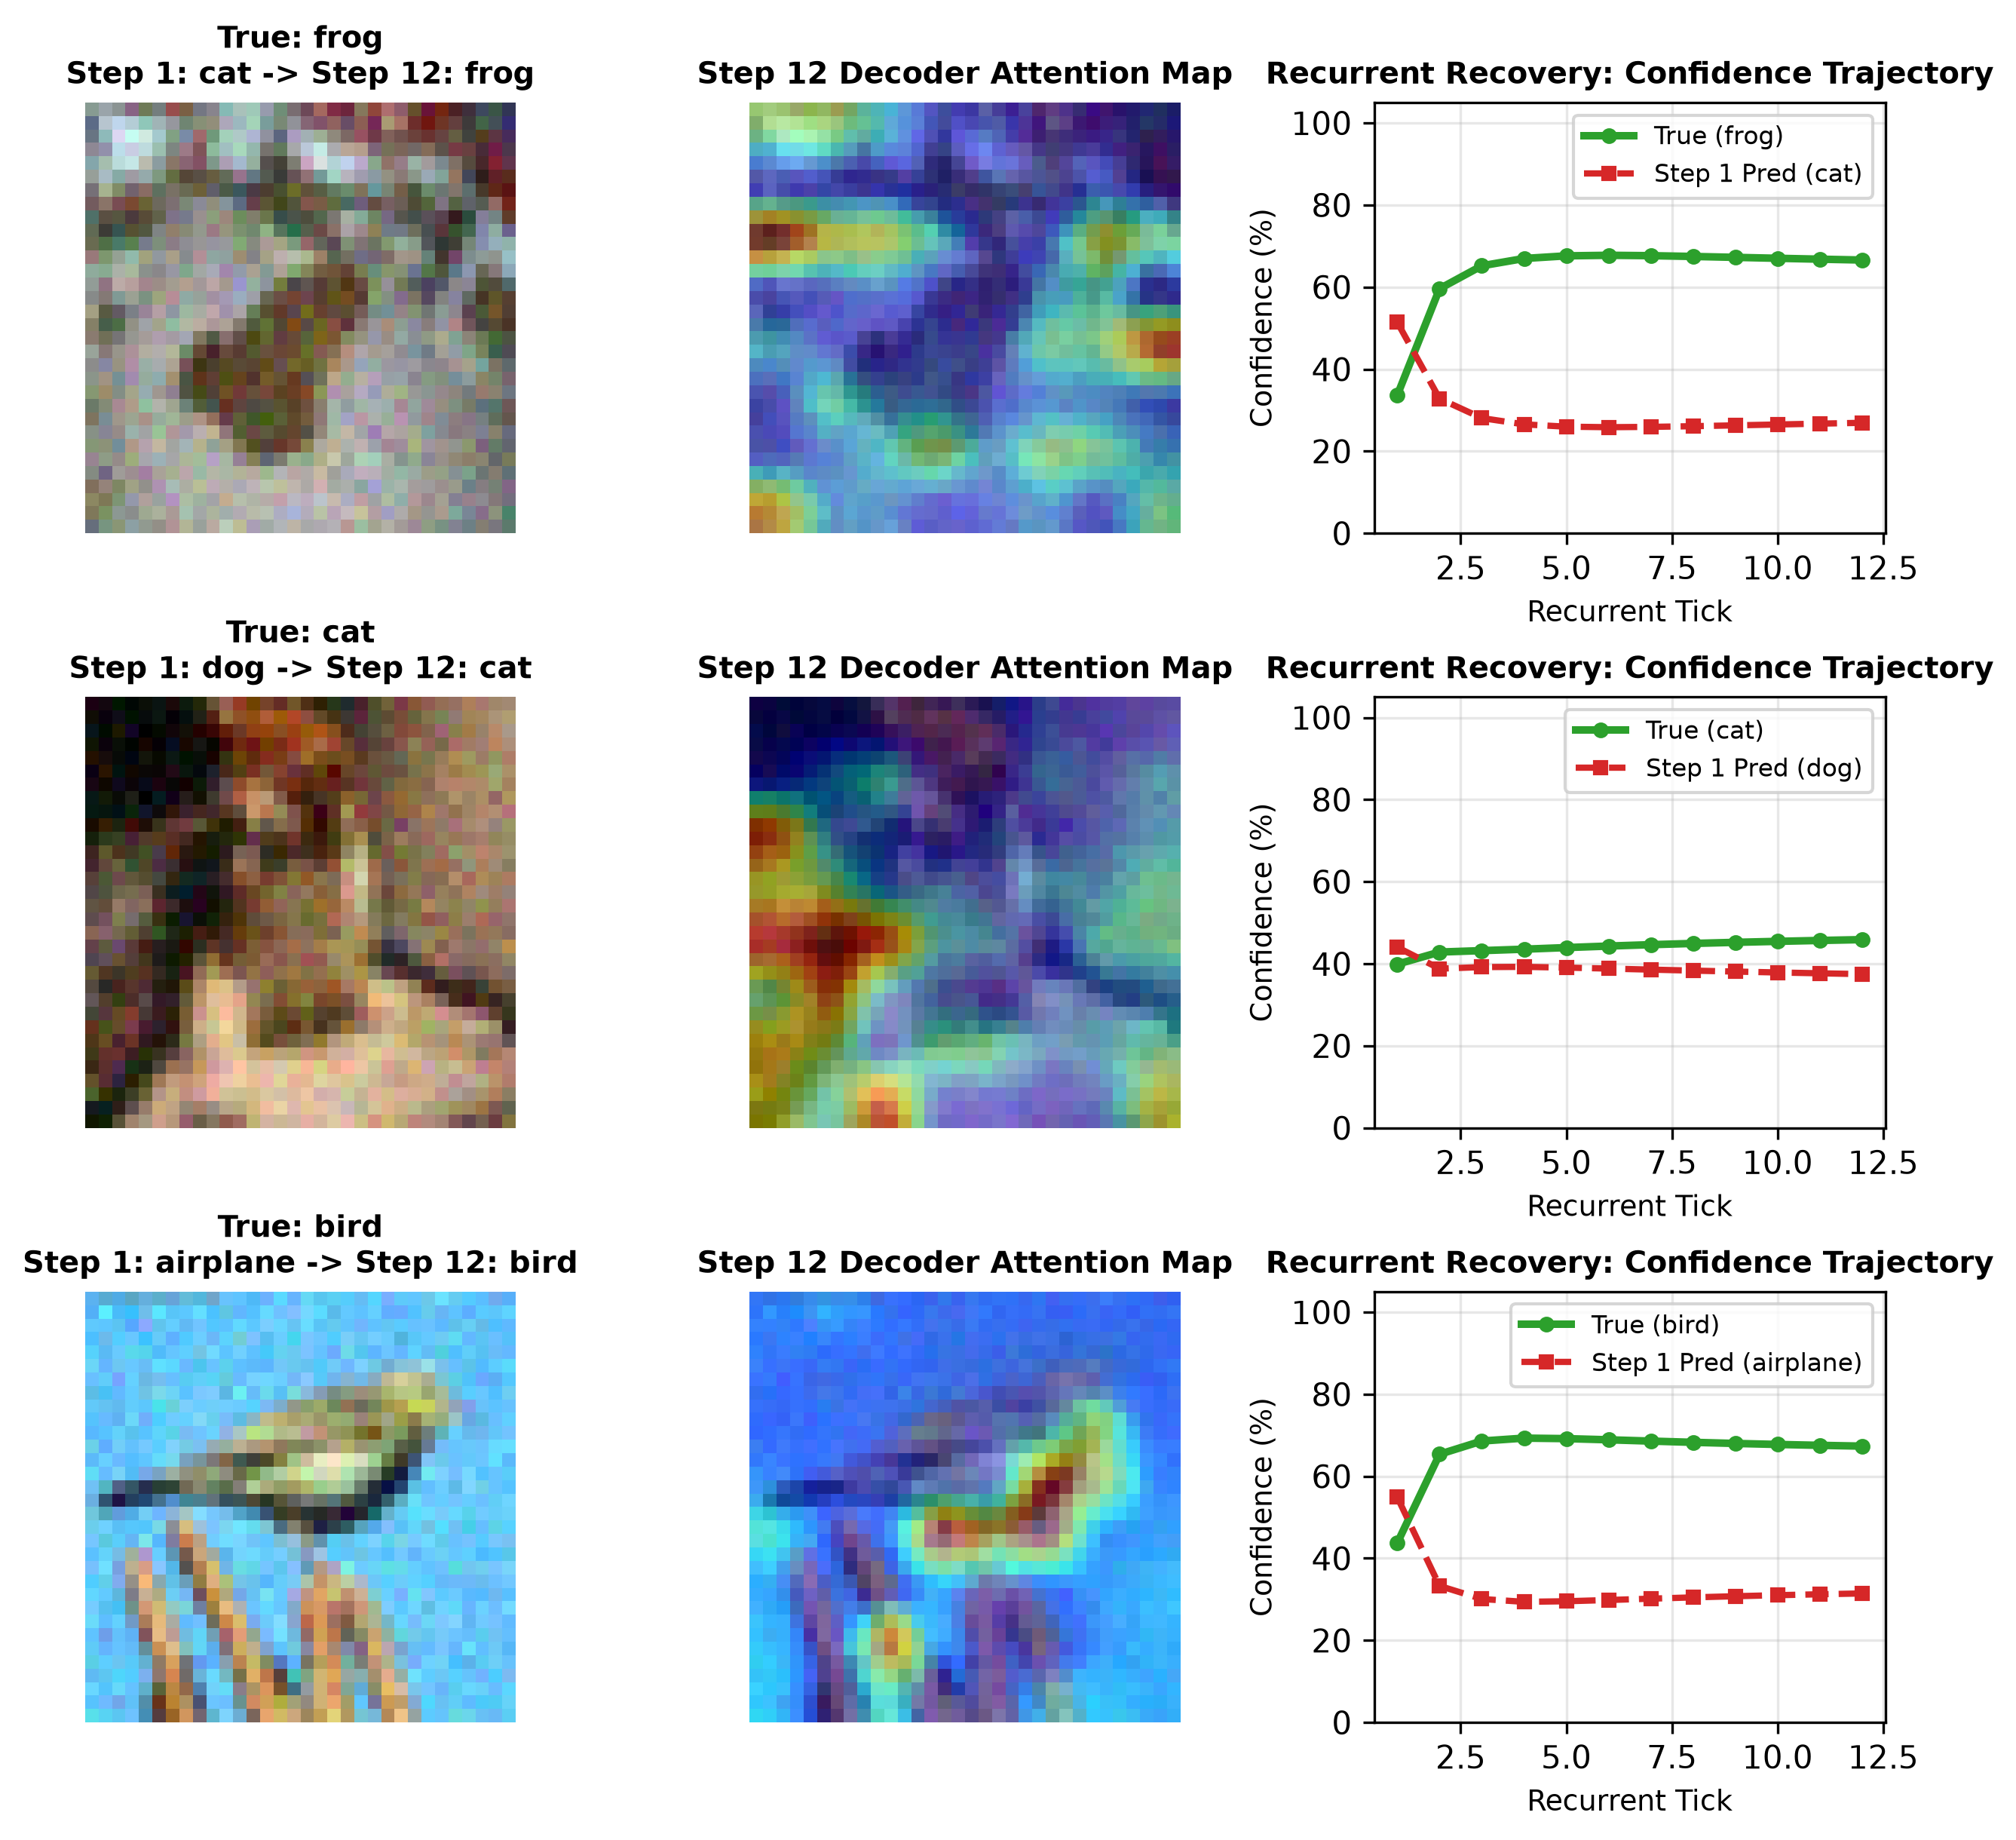 True: frog
Step 1: cat -> Step 12: frog
Step 12 Decoder Attention Map
Recurrent Recovery: Confidence Trajectory
True (frog)
Step 1 Pred (cat)
Confidence (%)
100
80
60
40
20
0
2.5 5.0 7.5 10.0 12.5
Recurrent Tick
True: cat
Step 1: dog -> Step 12: cat
Step 12 Decoder Attention Map
Recurrent Recovery: Confidence Trajectory
True (cat)
Step 1 Pred (dog)
Confidence (%)
100
80
60
40
20
0
2.5 5.0 7.5 10.0 12.5
Recurrent Tick
True: bird
Step 1: airplane -> Step 12: bird
Step 12 Decoder Attention Map
Recurrent Recovery: Confidence Trajectory
True (bird)
Step 1 Pred (airplane)
Confidence (%)
100
80
60
40
20
0
2.5 5.0 7.5 10.0 12.5
Recurrent Tick